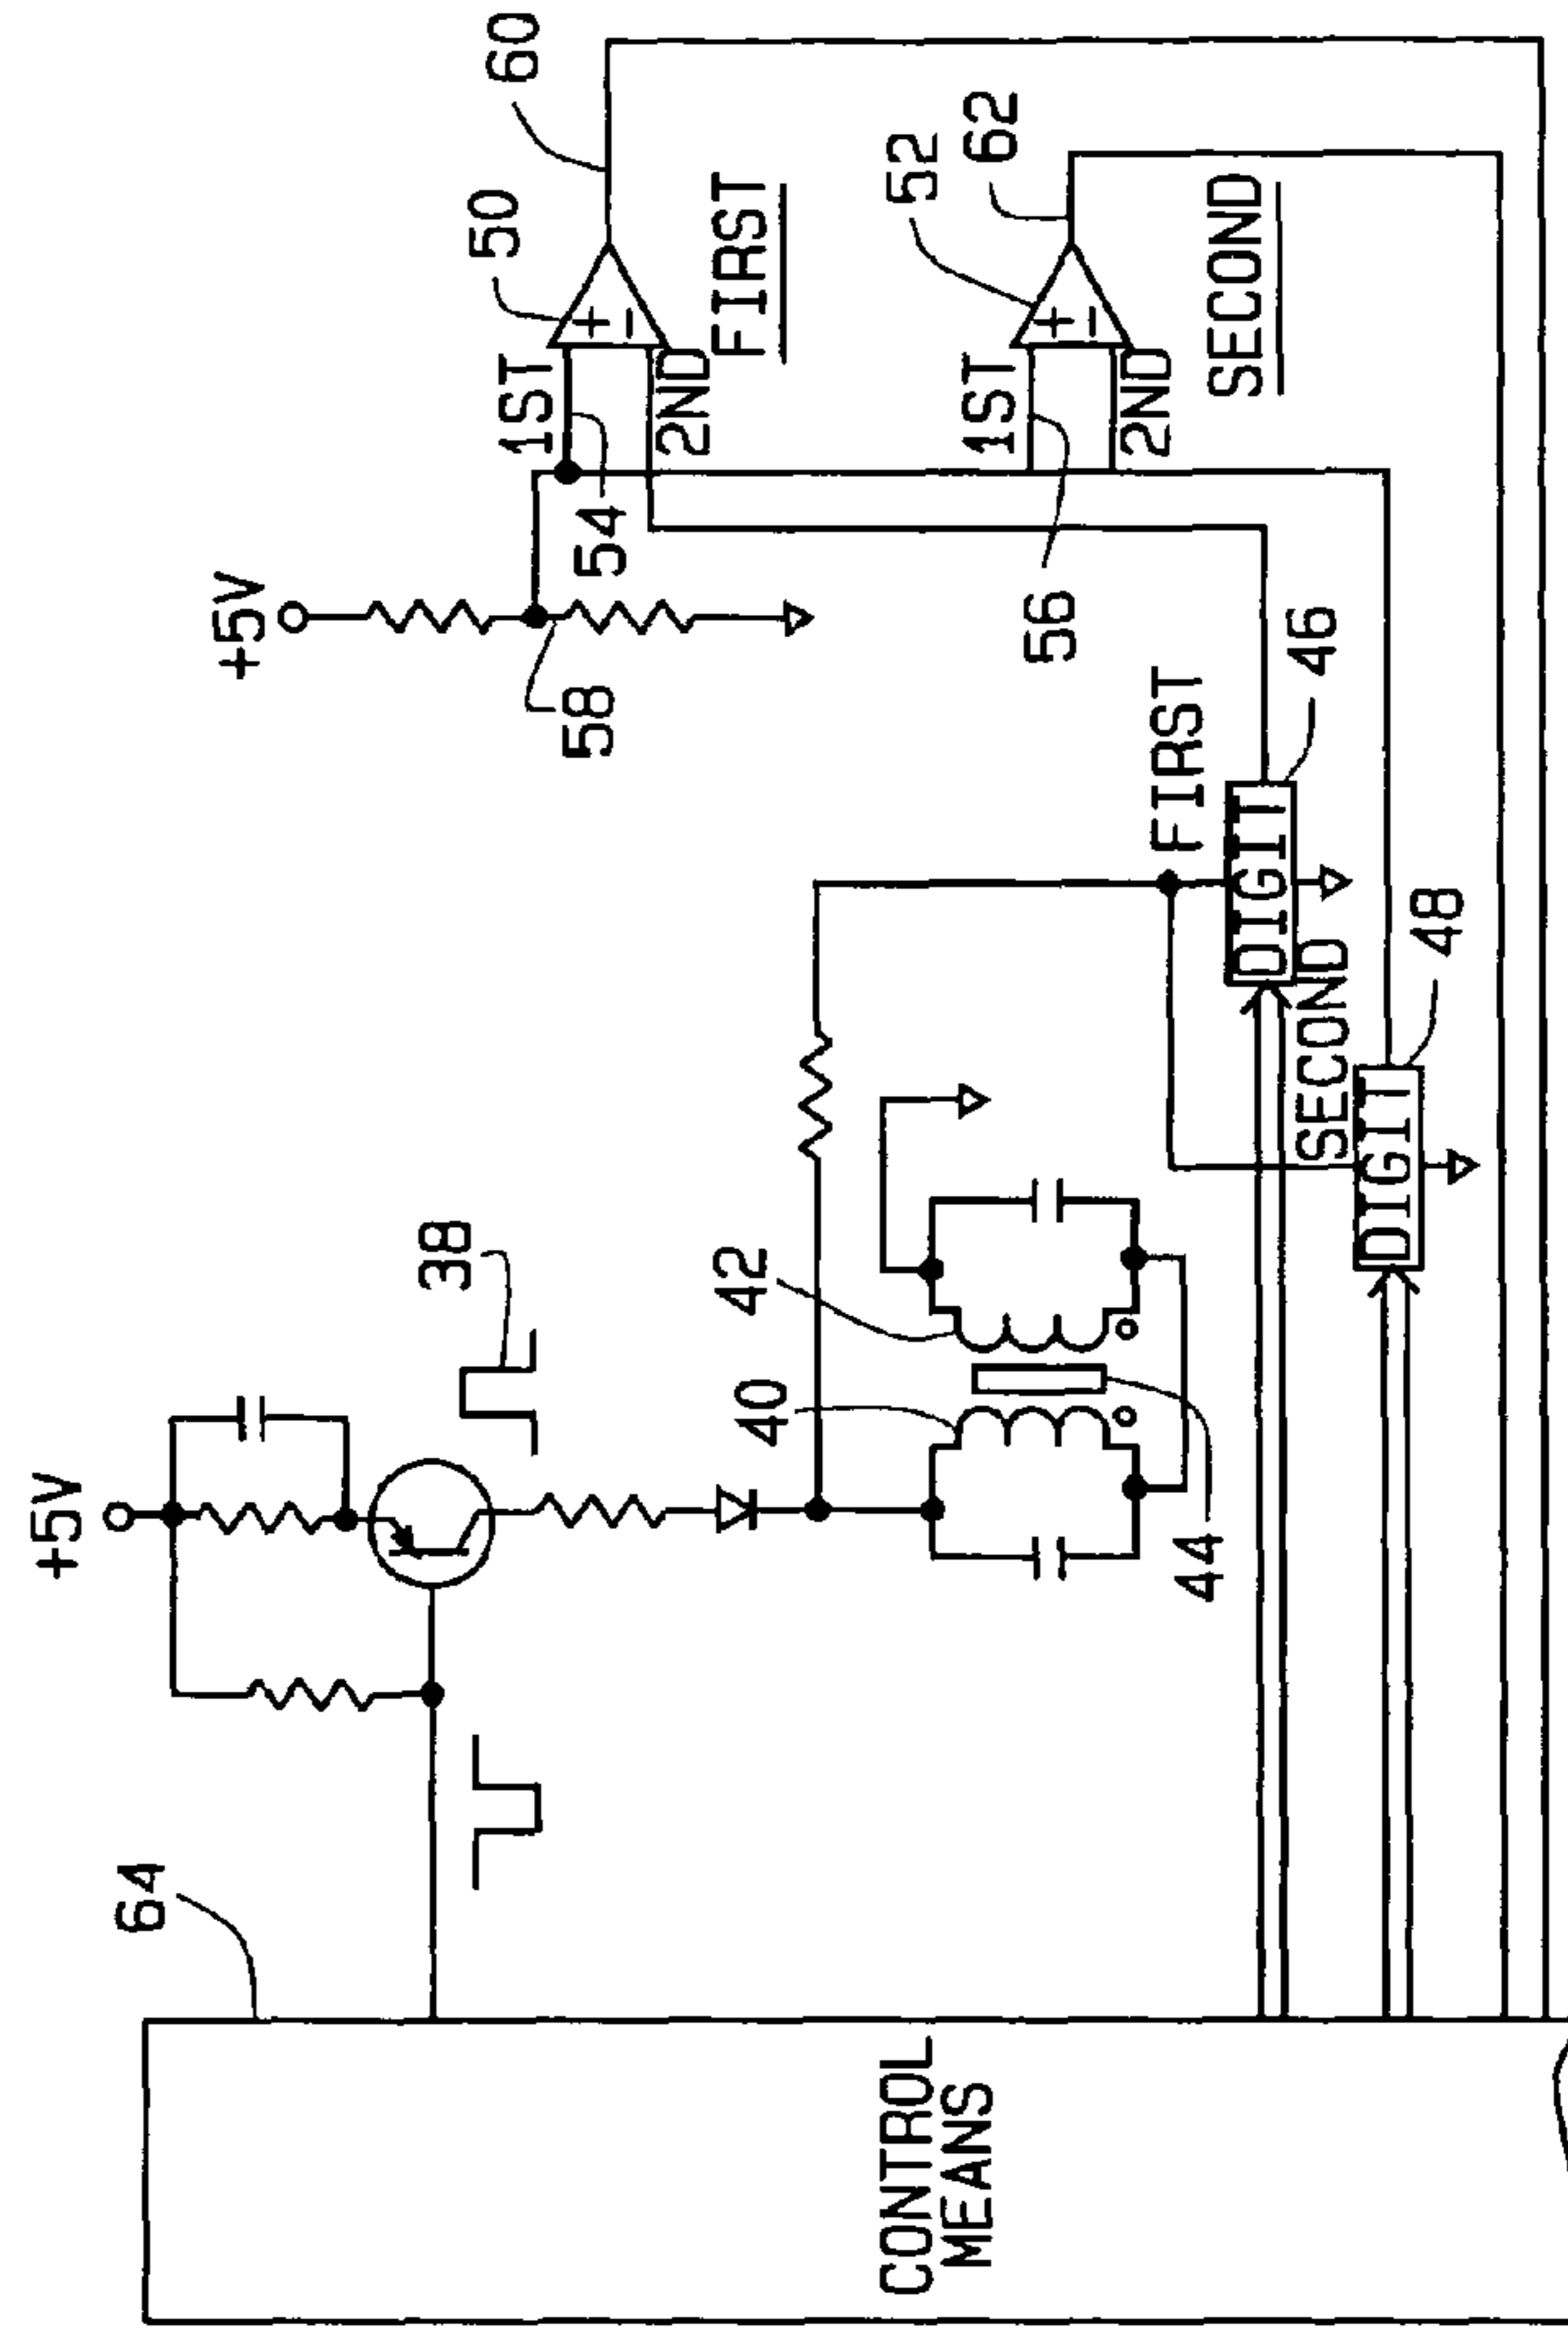 +5V
60
50
1ST
2ND
FIRST
54
58
52
62
1ST
2ND
SECOND
56
+5V
38
42
40
44
FIRST
DIGIT
46
SECOND
DIGIT
48
64
CONTROL
MEANS